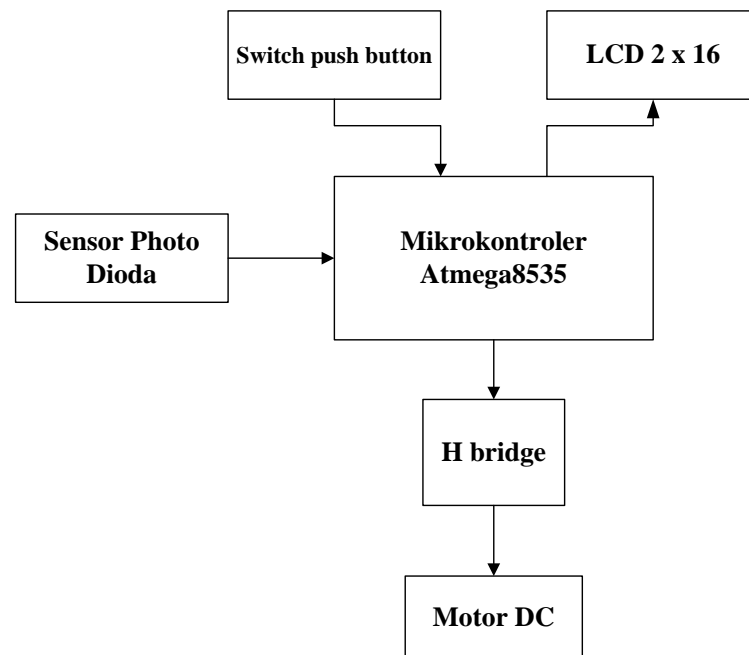 Switch push button
LCD 2 x 16
Sensor Photo
Dioda
Mikrokontroler
Atmega8535
H bridge
Motor DC